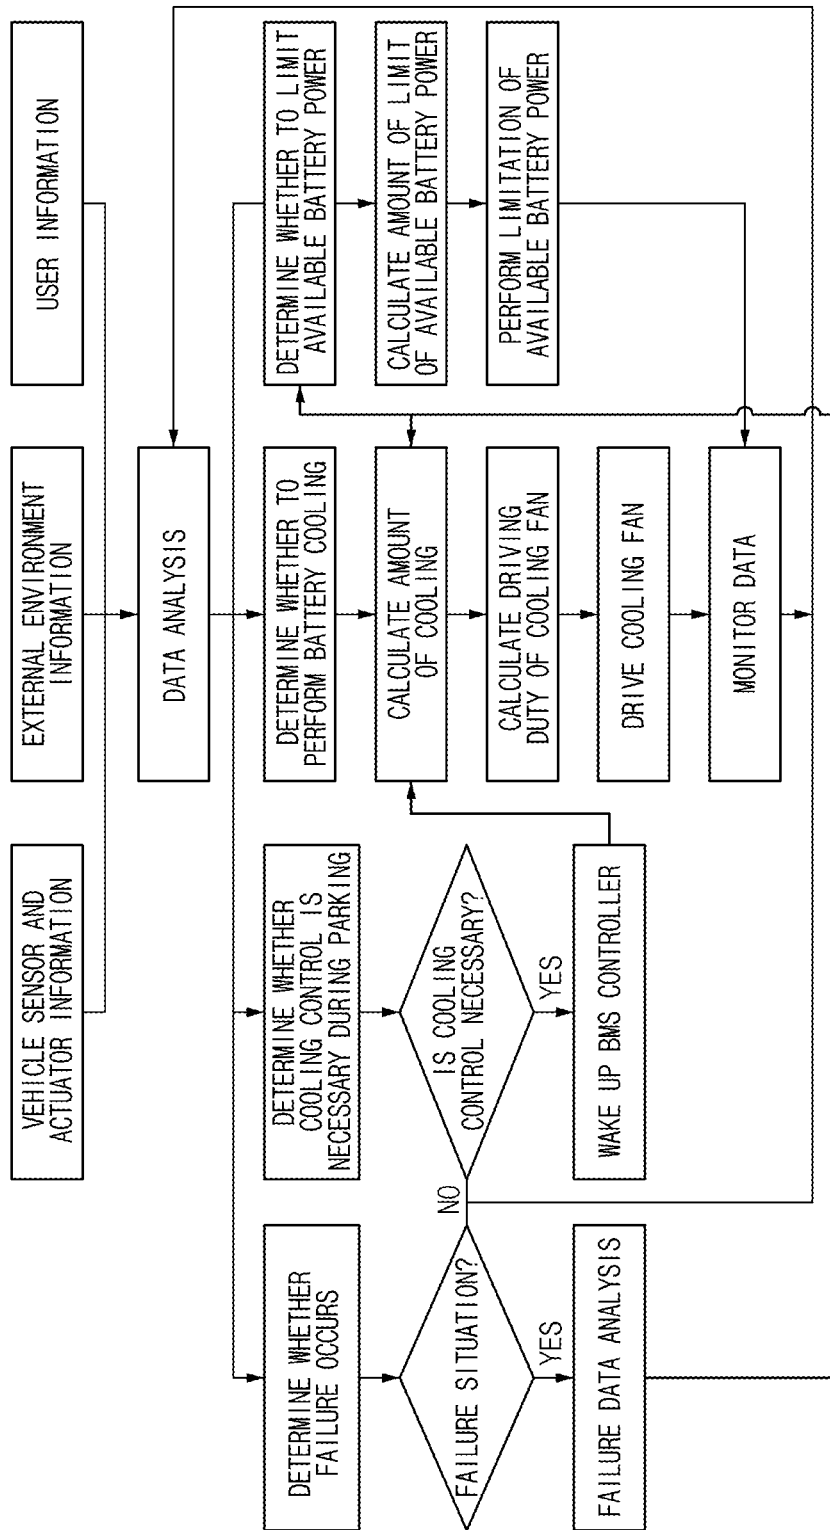 VEHICLE SENSOR AND
ACTUATOR INFORMATION
EXTERNAL ENVIRONMENT
INFORMATION
USER INFORMATION
DATA ANALYSIS
DETERMINE WHETHER
FAILURE OCCURS
DETERMINE WHETHER
COOLING CONTROL IS
NECESSARY DURING PARKING
DETERMINE WHETHER TO
PERFORM BATTERY COOLING
DETERMINE WHETHER TO LIMIT
AVAILABLE BATTERY POWER
FAILURE SITUATION?
NO
IS COOLING
CONTROL NECESSARY?
CALCULATE AMOUNT
OF COOLING
CALCULATE AMOUNT OF LIMIT
OF AVAILABLE BATTERY POWER
YES
YES
CALCULATE DRIVING
DUTY OF COOLING FAN
PERFORM LIMITATION OF
AVAILABLE BATTERY POWER
FAILURE DATA ANALYSIS
WAKE UP BMS CONTROLLER
DRIVE COOLING FAN
MONITOR DATA